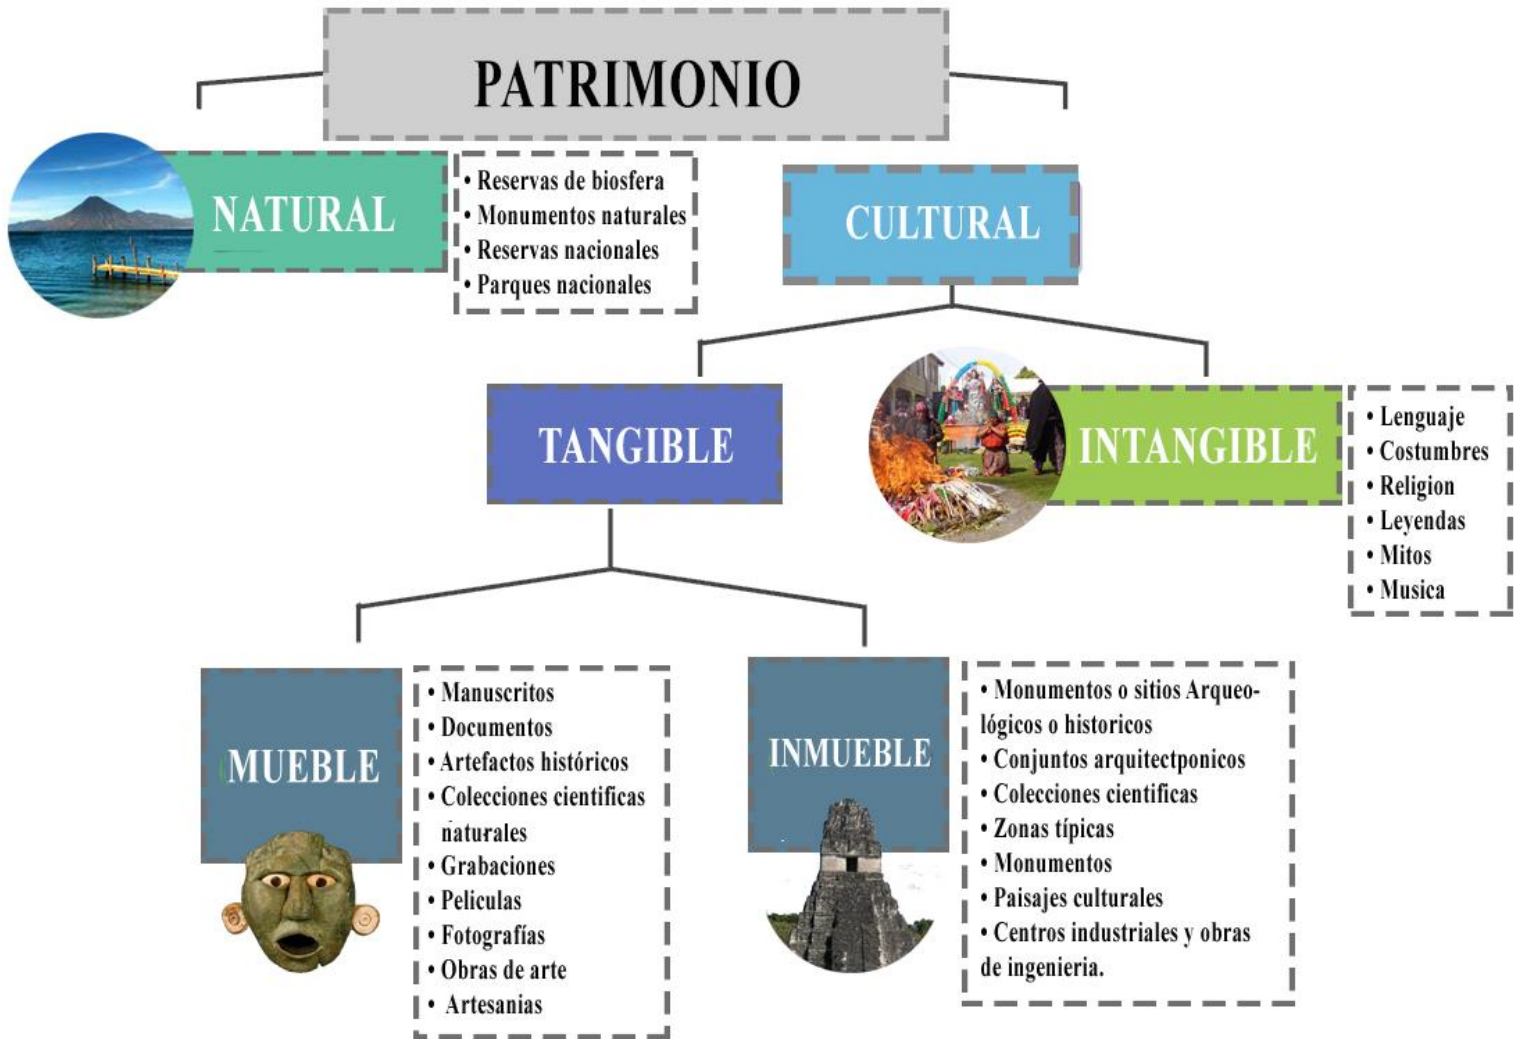 PATRIMONIO
NATURAL
• Reservas de biosfera
• Monumentos naturales
• Reservas nacionales
• Parques nacionales
CULTURAL
TANGIBLE
INTANGIBLE
• Lenguaje
• Costumbres
• Religion
• Leyendas
• Mitos
• Musica
MUEBLE
• Manuscritos
• Documentos
• Artefactos históricos
• Colecciones cientificas
naturales
• Grabaciones
• Peliculas
• Fotografías
• Obras de arte
• Artesanias
INMUEBLE
• Monumentos o sitios Arqueo-
lógicos o historicos
• Conjuntos arquitectponicos
• Colecciones cientificas
• Zonas típicas
• Monumentos
• Paisajes culturales
• Centros industriales y obras
de ingenieria.